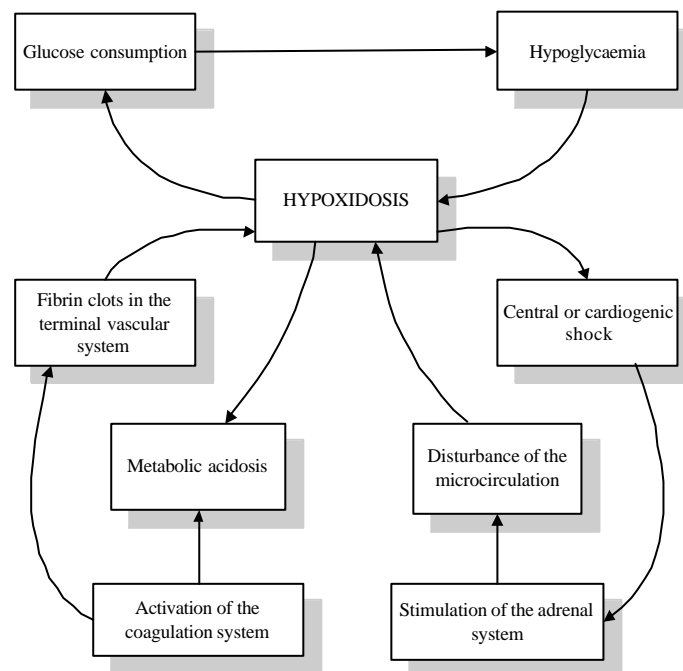 Glucose consumption
Hypoglycaemia
HYPOXIDOSIS
Fibrin clots in the
terminal vascular
system
Central or cardiogenic
shock
Metabolic acidosis
Disturbance of the
microcirculation
Activation of the
coagulation system
Stimulation of the adrenal
system